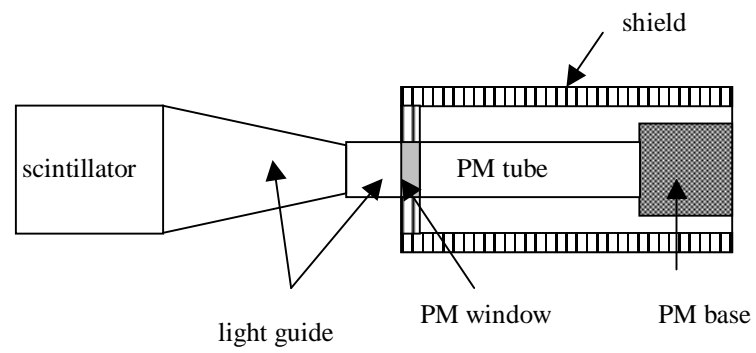 shield
scintillator
PM tube
light guide
PM window
PM base